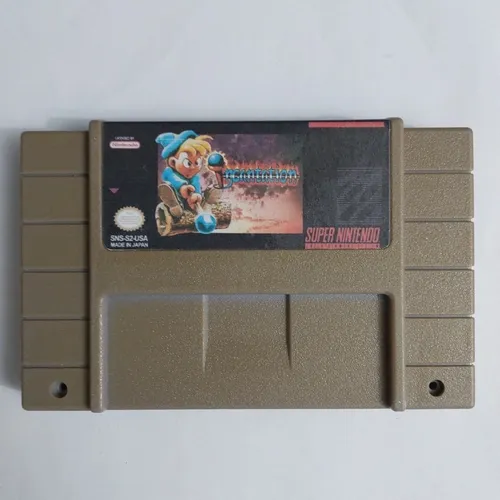 LICENSED BY
Nintendo
SNS-S2-USA
MADE IN JAPAN
SUPER NINTENDO